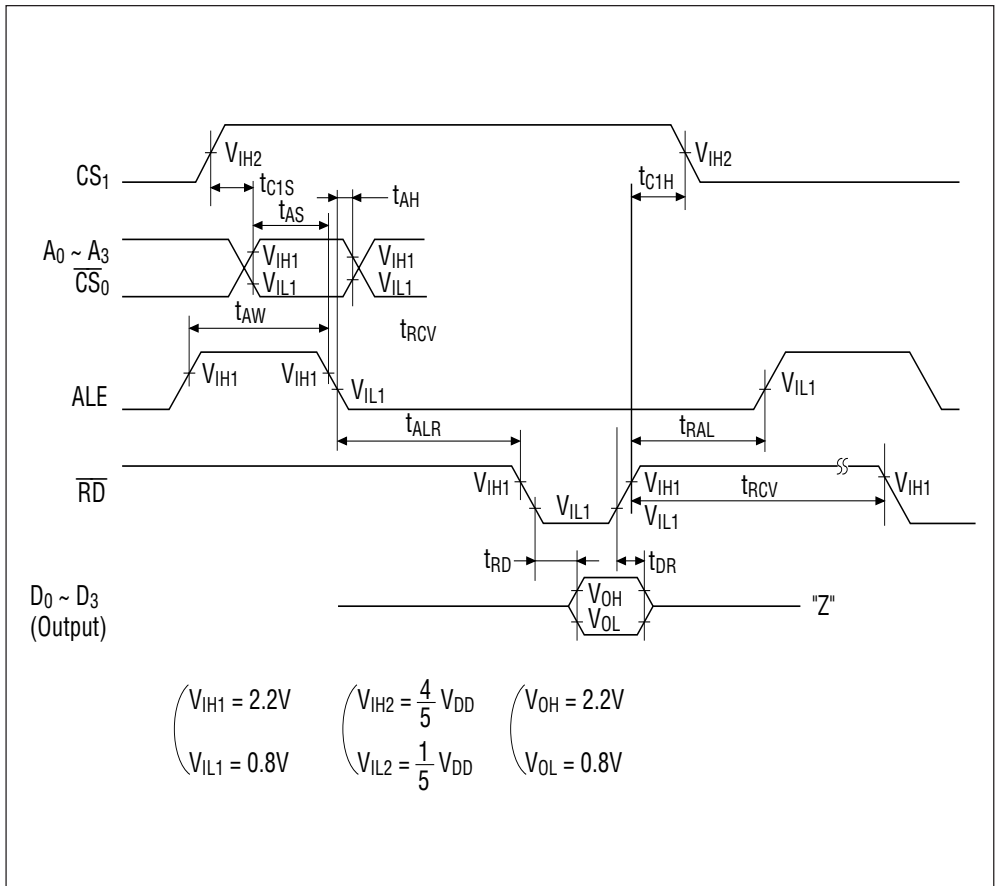 CS1
VIH2
VIH2
tC1S
tC1H
tAH
tAS
A0 ~ A3
CS0
VIH1
VIL1
VIH1
VIL1
tAW
tRCV
ALE
VIH1
VIH1
VIL1
VIL1
tALR
tRAL
RD
VIH1
VIL1
VIH1
VIL1
tRCV
VIH1
tRD
tDR
D0 ~ D3
(Output)
VOH
VOL
"Z"
VIH1 = 2.2V
VIH2 = 4/5 VDD
VOH = 2.2V
VIL1 = 0.8V
VIL2 = 1/5 VDD
VOL = 0.8V